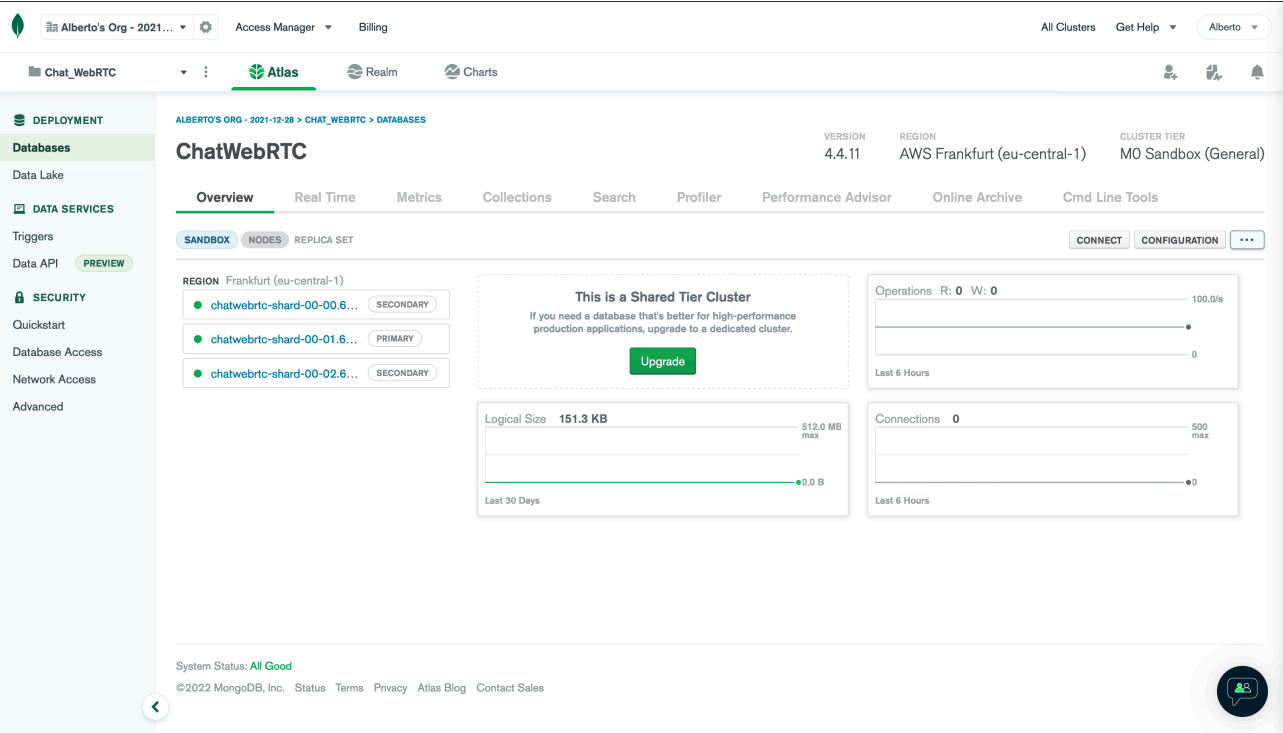 Alberto's Org - 2021... Access Manager Billing All Clusters Get Help Alberto
Chat_WebRTC Atlas Realm Charts
DEPLOYMENT
Databases
Data Lake
DATA SERVICES
Triggers
Data API PREVIEW
SECURITY
Quickstart
Database Access
Network Access
Advanced
ALBERTO'S ORG - 2021-12-28 > CHAT_WEBRTC > DATABASES
ChatWebRTC
VERSION
4.4.11
REGION
AWS Frankfurt (eu-central-1)
CLUSTER TIER
M0 Sandbox (General)
Overview Real Time Metrics Collections Search Profiler Performance Advisor Online Archive Cmd Line Tools
SANDBOX NODES REPLICA SET CONNECT CONFIGURATION ...
REGION Frankfurt (eu-central-1)
chatwebrtc-shard-00-00.6... SECONDARY
chatwebrtc-shard-00-01.6... PRIMARY
chatwebrtc-shard-00-02.6... SECONDARY
This is a Shared Tier Cluster
If you need a database that's better for high-performance
production applications, upgrade to a dedicated cluster.
Upgrade
Operations R: 0 W: 0
100.0/s
0
Last 6 Hours
Logical Size 151.3 KB
512.0 MB
max
0.0 B
Last 30 Days
Connections 0
500
max
0
Last 6 Hours
System Status: All Good
©2022 MongoDB, Inc. Status Terms Privacy Atlas Blog Contact Sales